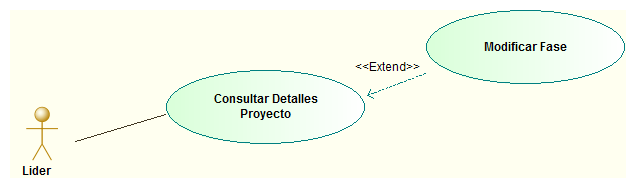 Modificar Fase
<<Extend>>
Consultar Detalles
Proyecto
Lider